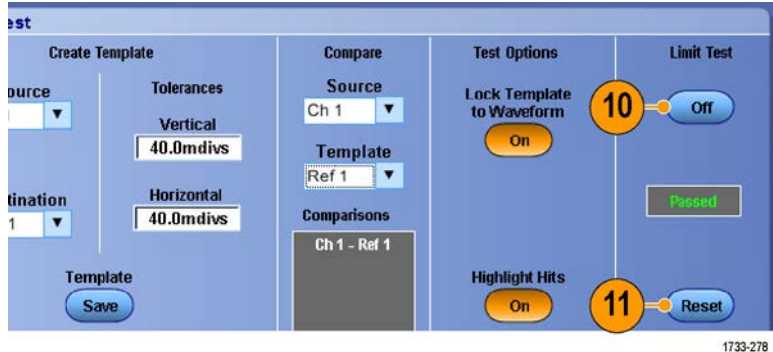 est
Create Template
Compare
Test Options
Limit Test
ource
Tolerances
Vertical
40.0mdivs
Horizontal
40.0mdivs
tination
1
Template
Save
Source
Ch 1
Template
Ref 1
Comparisons
Ch 1 - Ref 1
Lock Template
to Waveform
On
Highlight Hits
On
10
Off
Passed
11
Reset
1733-278